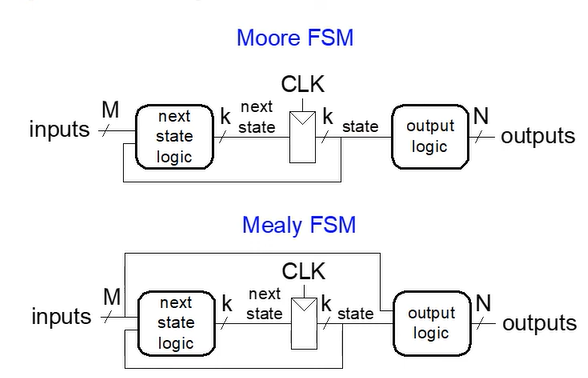 Moore FSM
CLK
inputs M next state logic k next state k state output logic N outputs
Mealy FSM
CLK
inputs M next state logic k next state k state output logic N outputs